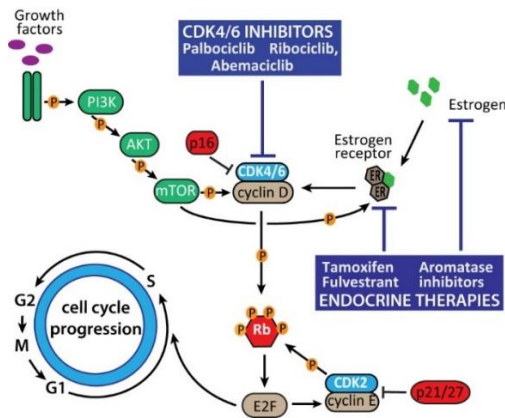 Growth
factors
CDK4/6 INHIBITORS
Palbociclib Ribociclib,
Abemaciclib
P
PI3K
P
AKT
P
mTOR
P
p16
CDK4/6
cyclin D
Estrogen
receptor
Estrogen
ER
ER
P
P
Tamoxifen Aromatase
Fulvestrant inhibitors
ENDOCRINE THERAPIES
cell cycle
progression
S
G2
M
G1
P
P
P
P
Rb
P
CDK2
cyclin E
E2F
p21/27